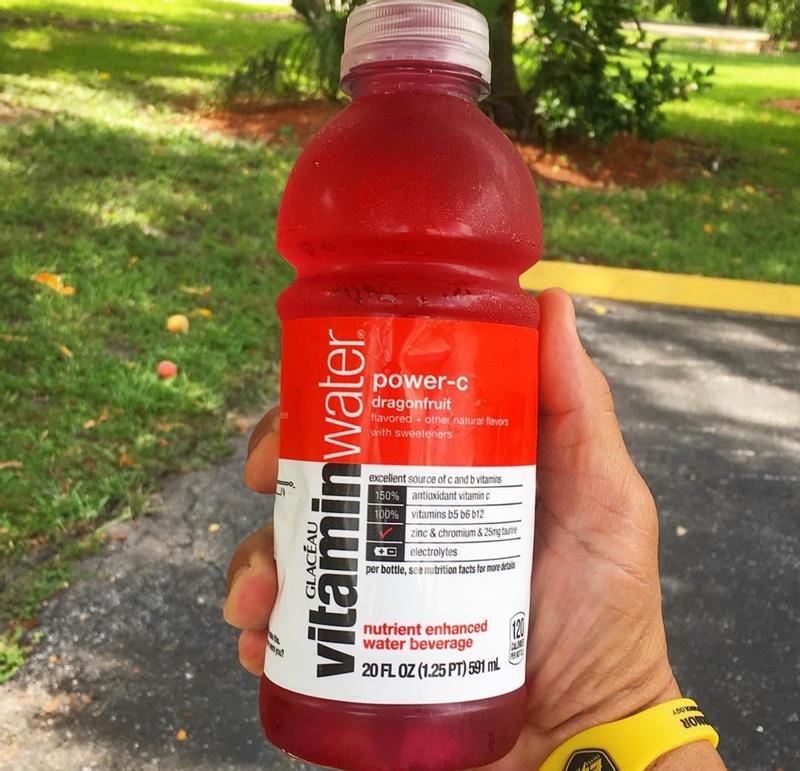 GLACÉAU
vitaminwater®
power-c
dragonfruit
flavored + other natural flavors
with sweeteners
excellent source of c and b vitamins
150% antioxidant vitamin c
100% vitamins b5 b6 b12
zinc & chromium & 25mg taurine
electrolytes
per bottle, see nutrition facts for more details
nutrient enhanced
water beverage
120
CALORIES
PER BOTTLE
20 FL OZ (1.25 PT) 591 mL